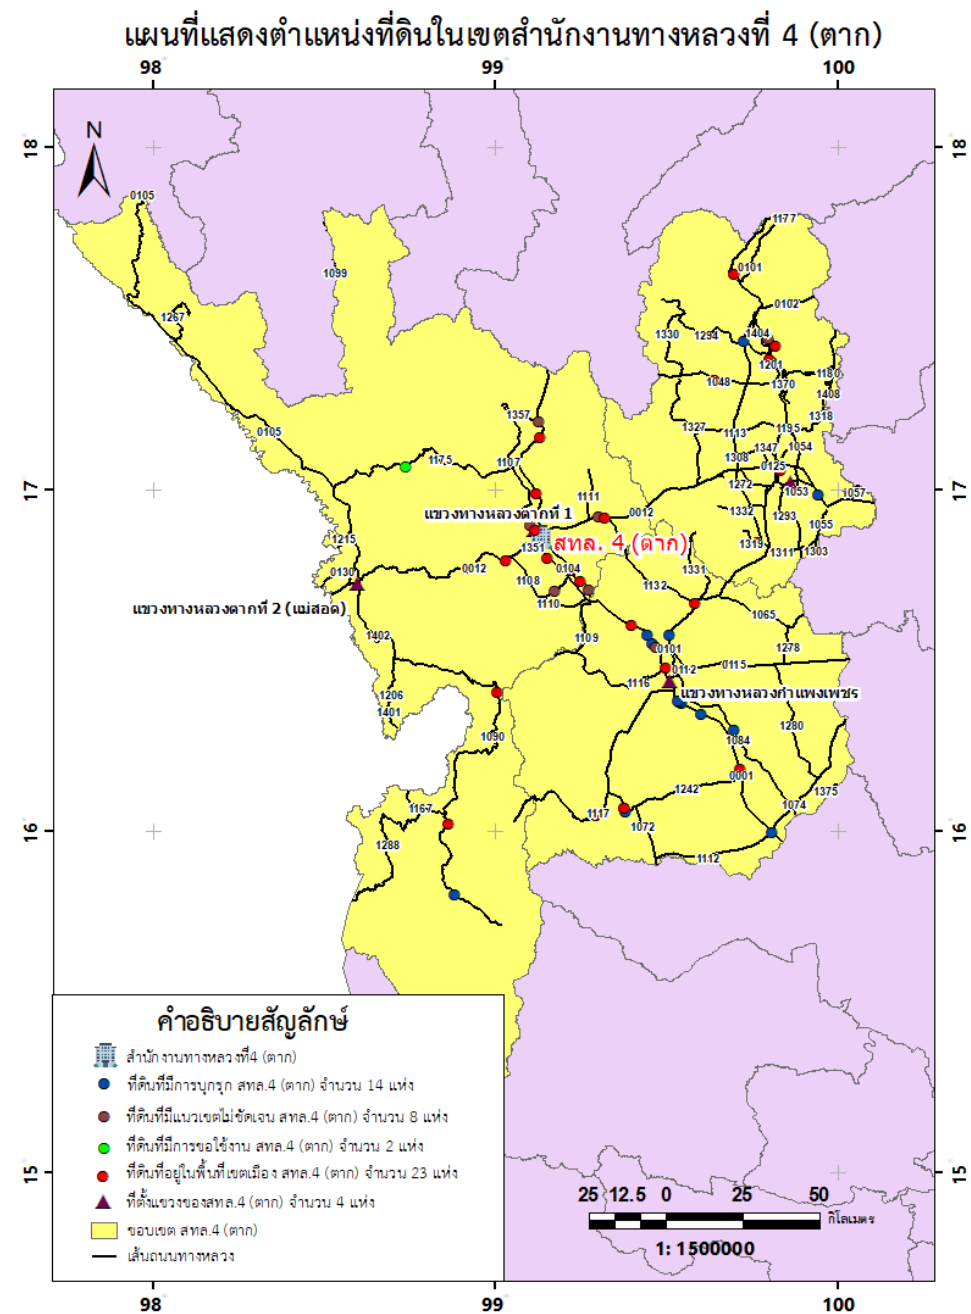 แผนที่แสดงตำแหน่งที่ดินในเขตสำนักงานทางหลวงที่ 4 (ตาก)
98 99 100
18 18
N
0105
1177
0101
1099
0102
1267
1404
1330 1294
1201
1048 1370 1180
1408
1318
1357
0105
1327 1113 1195
1347 1054
1175 1107 1308
0125
17 17
1272 1053 1057
1111
แขวงทางหลวงตากที่ 1 0012
1332 1293
1055
1215 1351 สทล. 4 (ตาก) 1319 1311 1303
0130 0012 0104 1331
1108 1132
แขวงทางหลวงตากที่ 2 (แม่สอด) 1110
1065
1402 1109
0101 1278
0112 0115
1116
แขวงทางหลวงกำแพงเพชร
1206
1401
1280
1090 1084
0001
1242 1375
1167 1117 1074
16 16
1072
1288
1112
คำอธิบายสัญลักษณ์
สำนักงานทางหลวงที่4 (ตาก)
ที่ดินที่มีการบุกรุก สทล.4 (ตาก) จำนวน 14 แห่ง
ที่ดินที่มีแนวเขตไม่ชัดเจน สทล.4 (ตาก) จำนวน 8 แห่ง
ที่ดินที่มีการขอใช้งาน สทล.4 (ตาก) จำนวน 2 แห่ง
ที่ดินที่อยู่ในพื้นที่เขตเมือง สทล.4 (ตาก) จำนวน 23 แห่ง
ที่ตั้งแขวงของสทล.4 (ตาก) จำนวน 4 แห่ง
ขอบเขต สทล.4 (ตาก)
เส้นถนนทางหลวง
15 15
25 12.5 0 25 50
กิโลเมตร
1: 1500000
98 99 100